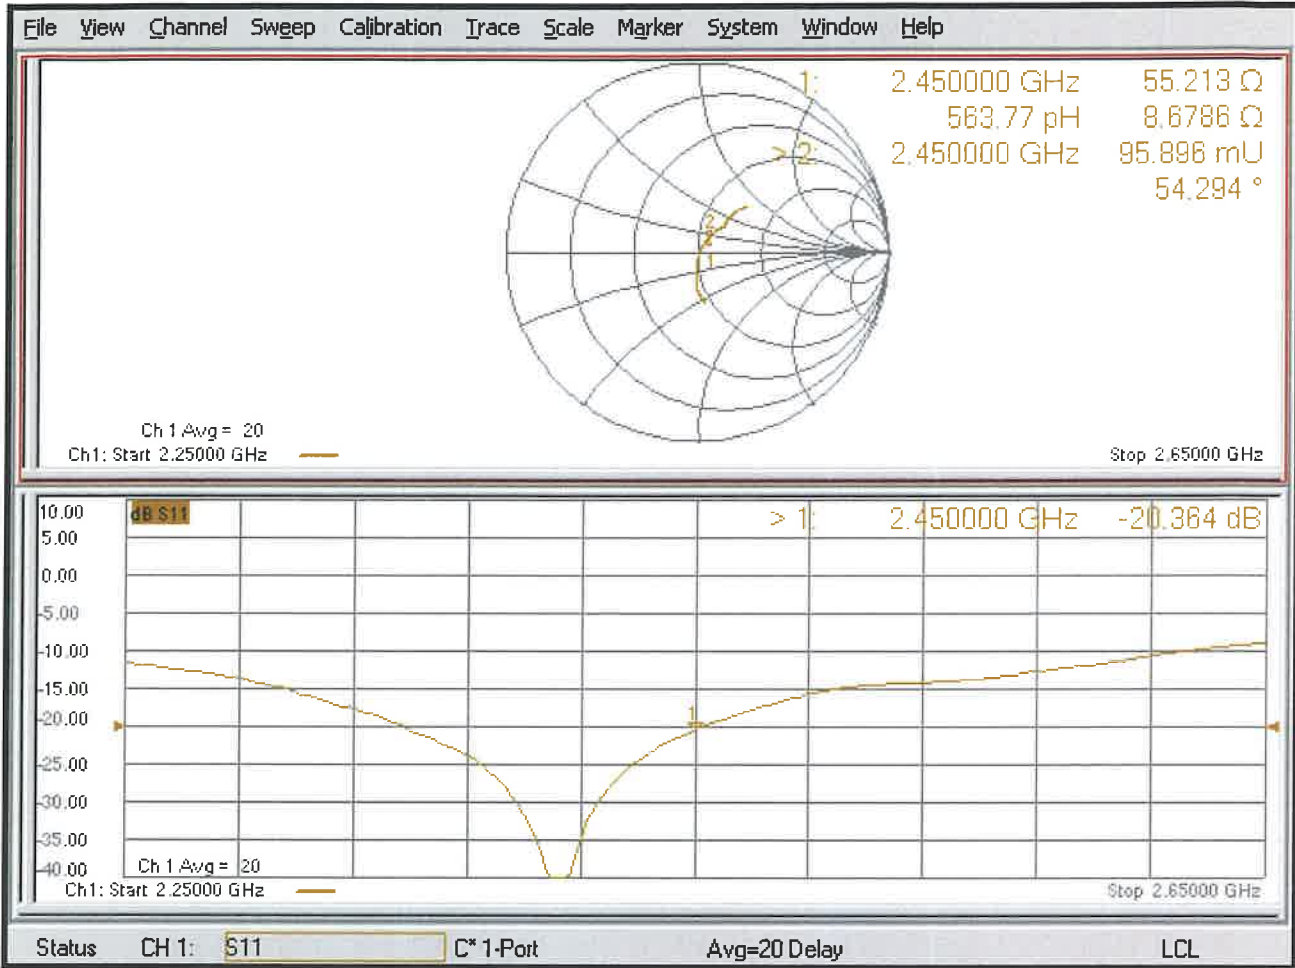 File View Channel Sweep Calibration Trace Scale Marker System Window Help
1: 2.450000 GHz 55.213 Ω
563.77 pH 8.6786 Ω
> 2: 2.450000 GHz 95.896 mU
54.294 °
2
1
Ch 1 Avg = 20
Ch1: Start 2.25000 GHz
Stop 2.65000 GHz
10.00
dB S11
> 1: 2.450000 GHz -20.364 dB
5.00
0.00
-5.00
-10.00
-15.00
1
-20.00
-25.00
-30.00
-35.00
-40.00
Ch 1 Avg = 20
Ch1: Start 2.25000 GHz
Stop 2.65000 GHz
Status CH 1: S11 C* 1-Port Avg=20 Delay LCL